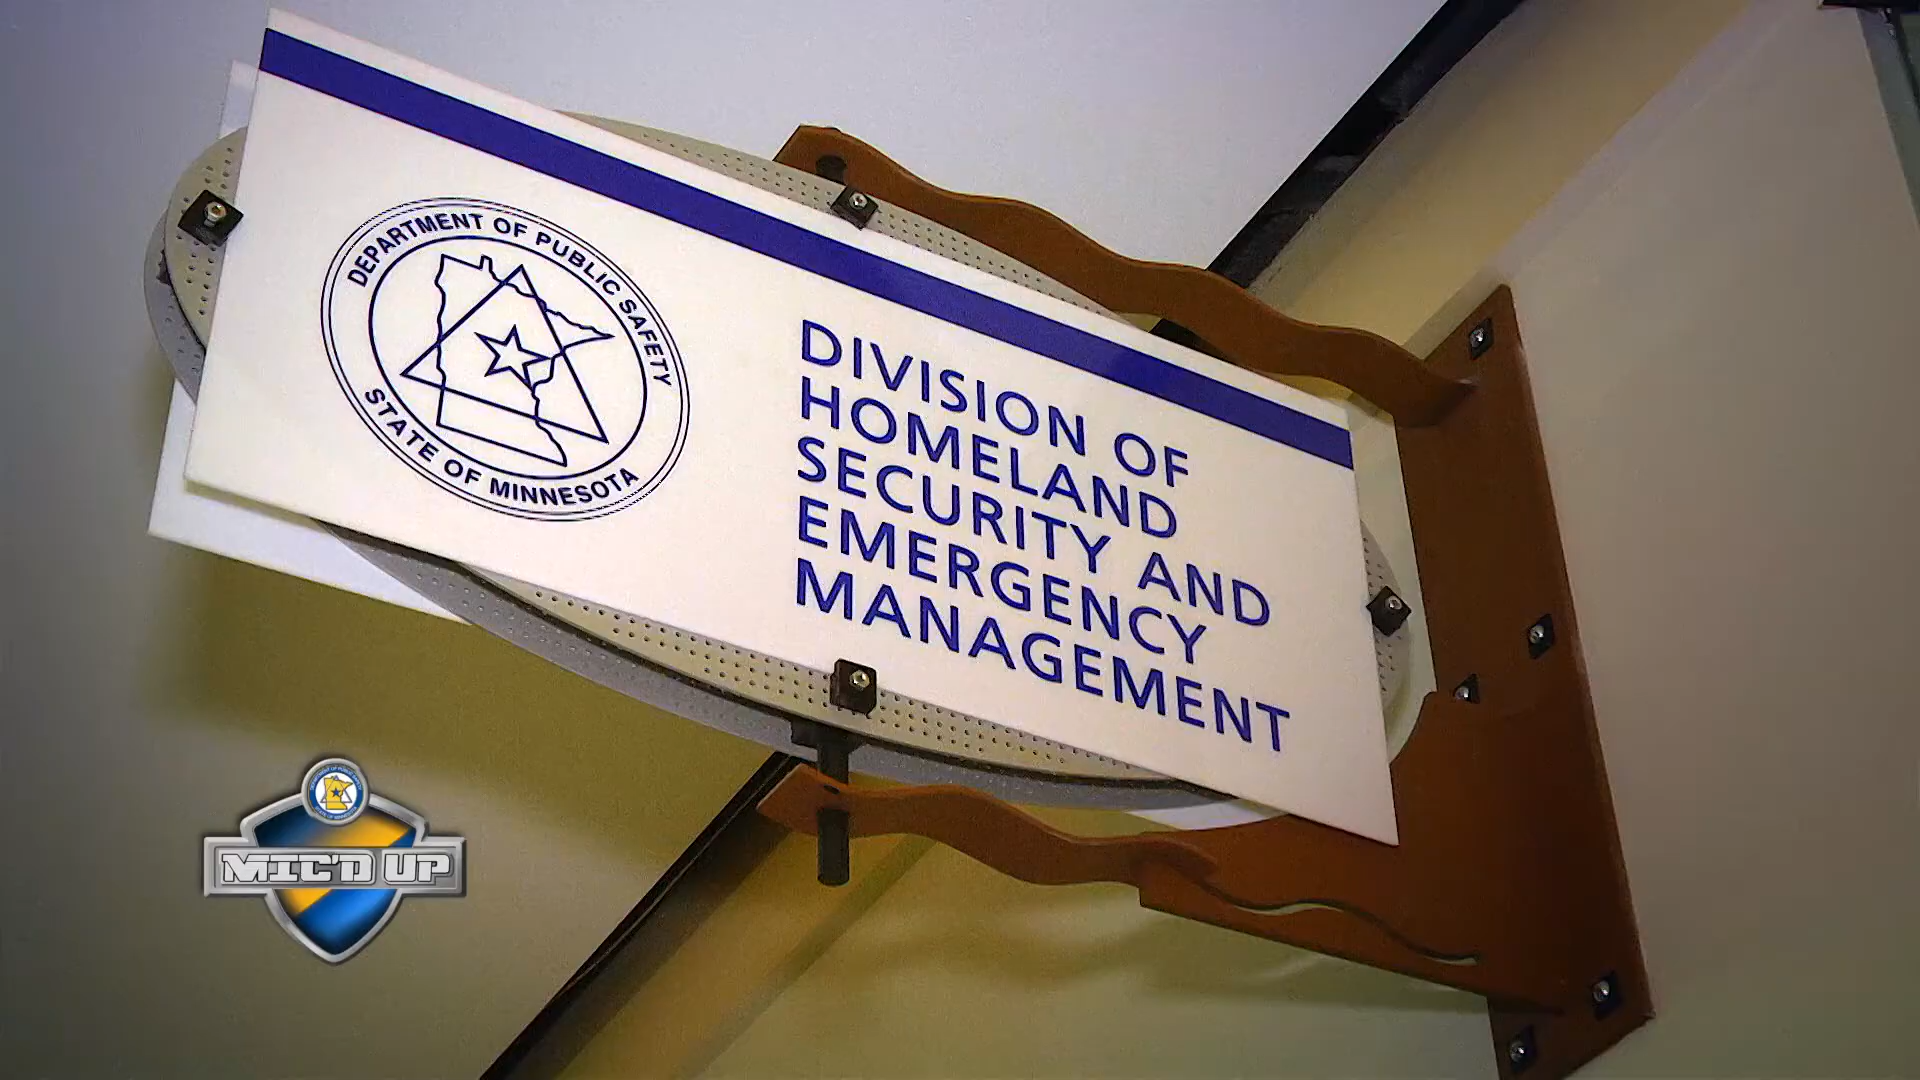 DEPARTMENT OF PUBLIC SAFETY
STATE OF MINNESOTA
DIVISION OF
HOMELAND
SECURITY AND
EMERGENCY
MANAGEMENT
MIC'D UP